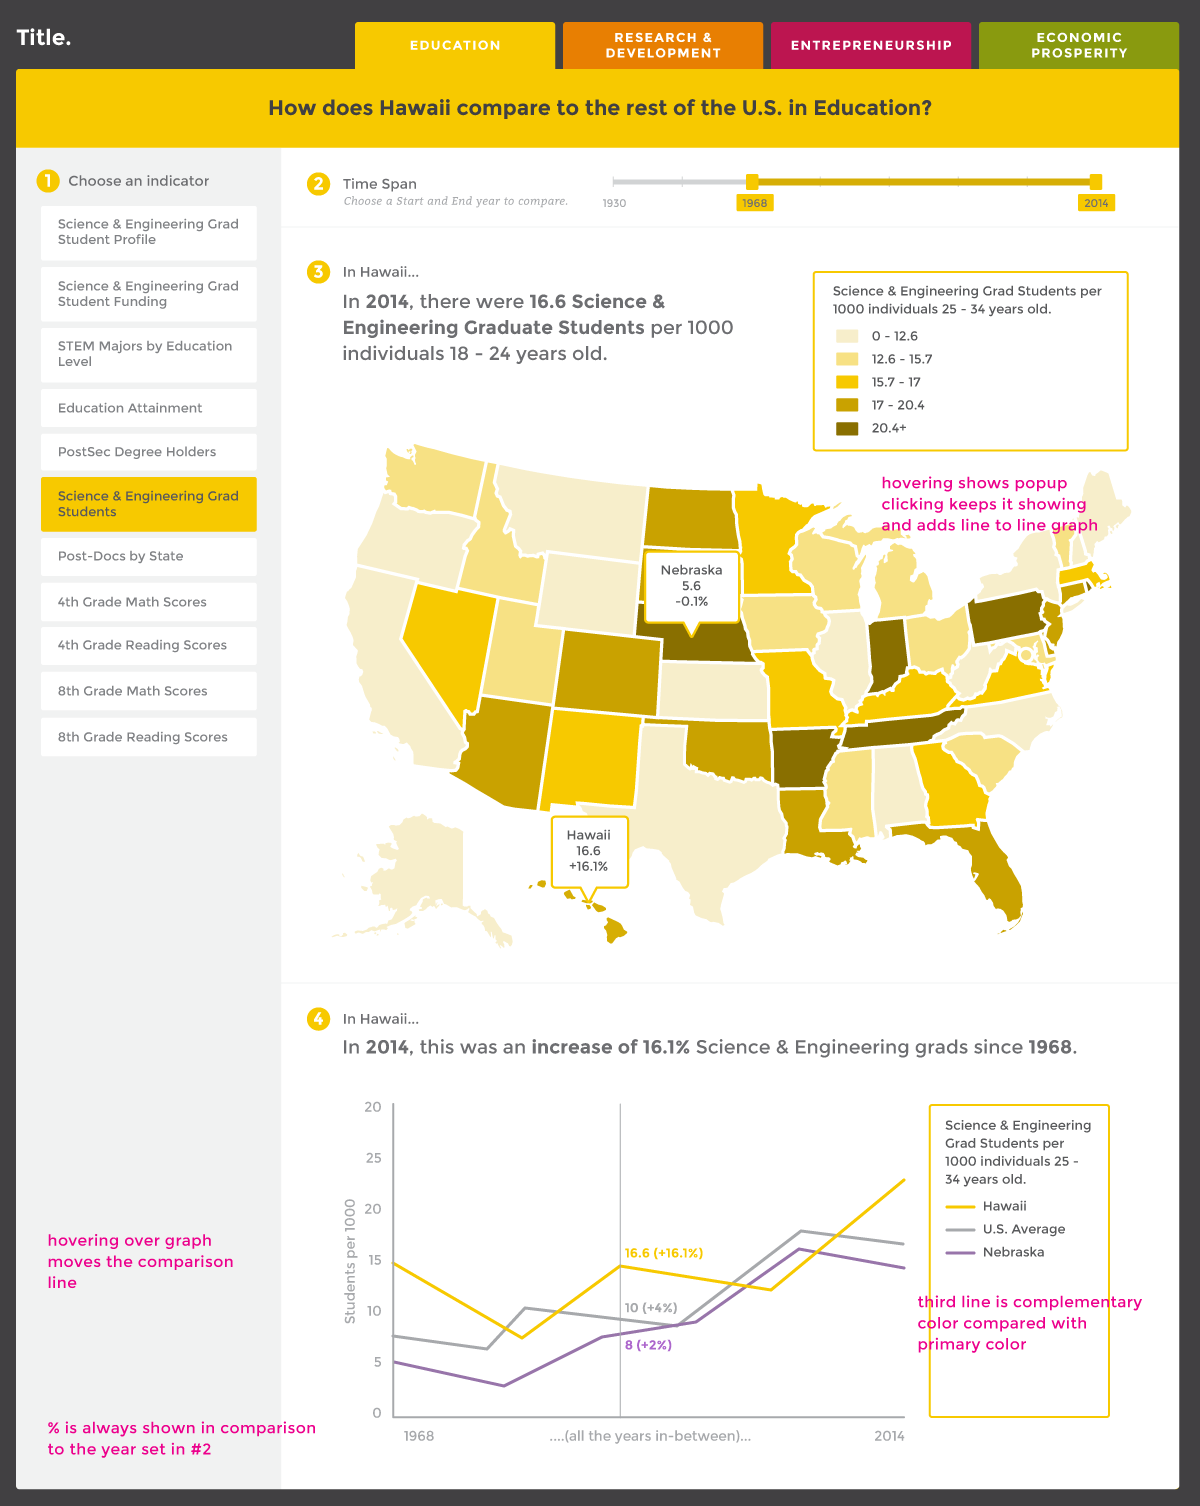 Title.
EDUCATION
RESEARCH &
DEVELOPMENT
ENTREPRENEURSHIP
ECONOMIC
PROSPERITY
How does Hawaii compare to the rest of the U.S. in Education?
1 Choose an indicator
Science & Engineering Grad
Student Profile
Science & Engineering Grad
Student Funding
STEM Majors by Education
Level
Education Attainment
PostSec Degree Holders
Science & Engineering Grad
Students
Post-Docs by State
4th Grade Math Scores
4th Grade Reading Scores
8th Grade Math Scores
8th Grade Reading Scores
hovering over graph
moves the comparison
line
% is always shown in comparison
to the year set in #2
2 Time Span
Choose a Start and End year to compare.
1930
1968
2014
3 In Hawaii...
In 2014, there were 16.6 Science &
Engineering Graduate Students per 1000
individuals 18 - 24 years old.
Science & Engineering Grad Students per
1000 individuals 25 - 34 years old.
0 - 12.6
12.6 - 15.7
15.7 - 17
17 - 20.4
20.4+
hovering shows popup
clicking keeps it showing
and adds line to line graph
Nebraska
5.6
-0.1%
Hawaii
16.6
+16.1%
4 In Hawaii...
In 2014, this was an increase of 16.1% Science & Engineering grads since 1968.
Students per 1000
20
25
20
15
10
5
0
16.6 (+16.1%)
10 (+4%)
8 (+2%)
1968
....(all the years in-between)...
2014
Science & Engineering
Grad Students per
1000 individuals 25 -
34 years old.
Hawaii
U.S. Average
Nebraska
third line is complementary
color compared with
primary color